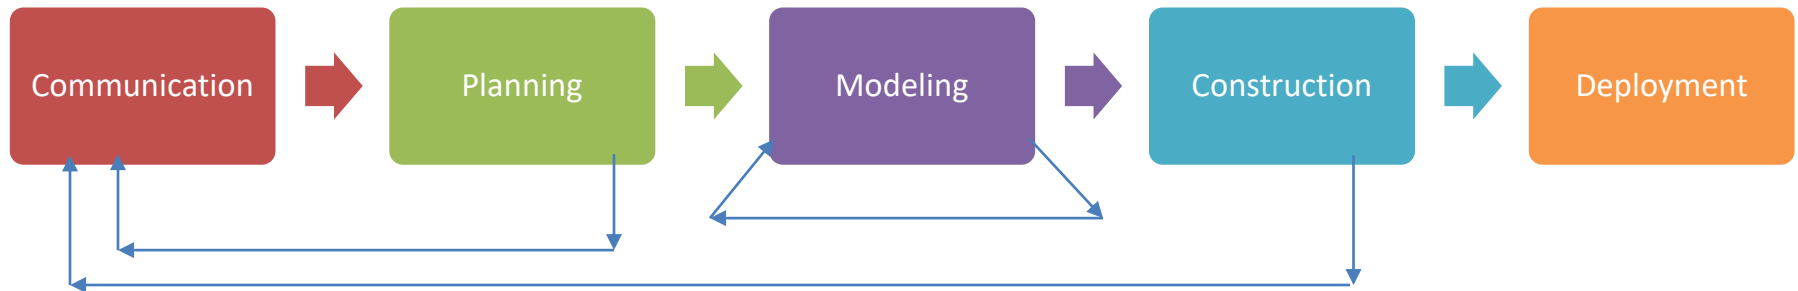 Communication
Planning
Modeling
Construction
Deployment